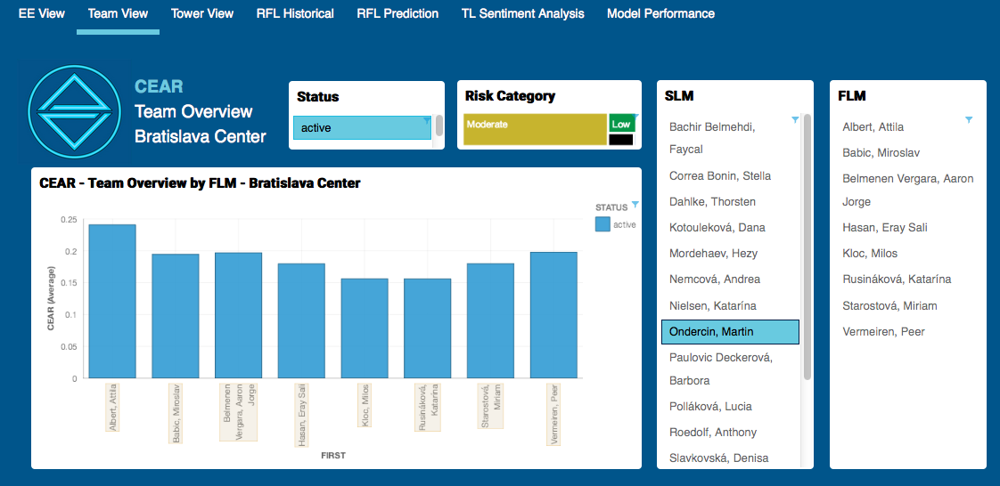 EE View
Team View
Tower View
RFL Historical
RFL Prediction
TL Sentiment Analysis
Model Performance
CEAR
Team Overview
Bratislava Center
Status
active
Risk Category
Moderate
Low
SLM
Bachir Belmehdi,
Faycal
Correa Bonin, Stella
Dahlke, Thorsten
Kotouleková, Dana
Mordehaev, Hezy
Nemcová, Andrea
Nielsen, Katarína
Ondercin, Martin
Paulovic Deckerová,
Barbora
Polláková, Lucia
Roedolf, Anthony
Slavkovská, Denisa
FLM
Albert, Attila
Babic, Miroslav
Belmenen Vergara, Aaron
Jorge
Hasan, Eray Sali
Kloc, Milos
Rusináková, Katarína
Starostová, Miriam
Vermeiren, Peer
CEAR - Team Overview by FLM - Bratislava Center
STATUS
active
CEAR (Average)
0.25
0.2
0.15
0.1
0.05
0
Albert, Attila
Babic, Miroslav
Belmenen
Vergara, Aaron
Jorge
Hasan, Eray Sali
Kloc, Milos
Rusináková,
Katarína
Starostová,
Miriam
Vermeiren, Peer
FIRST